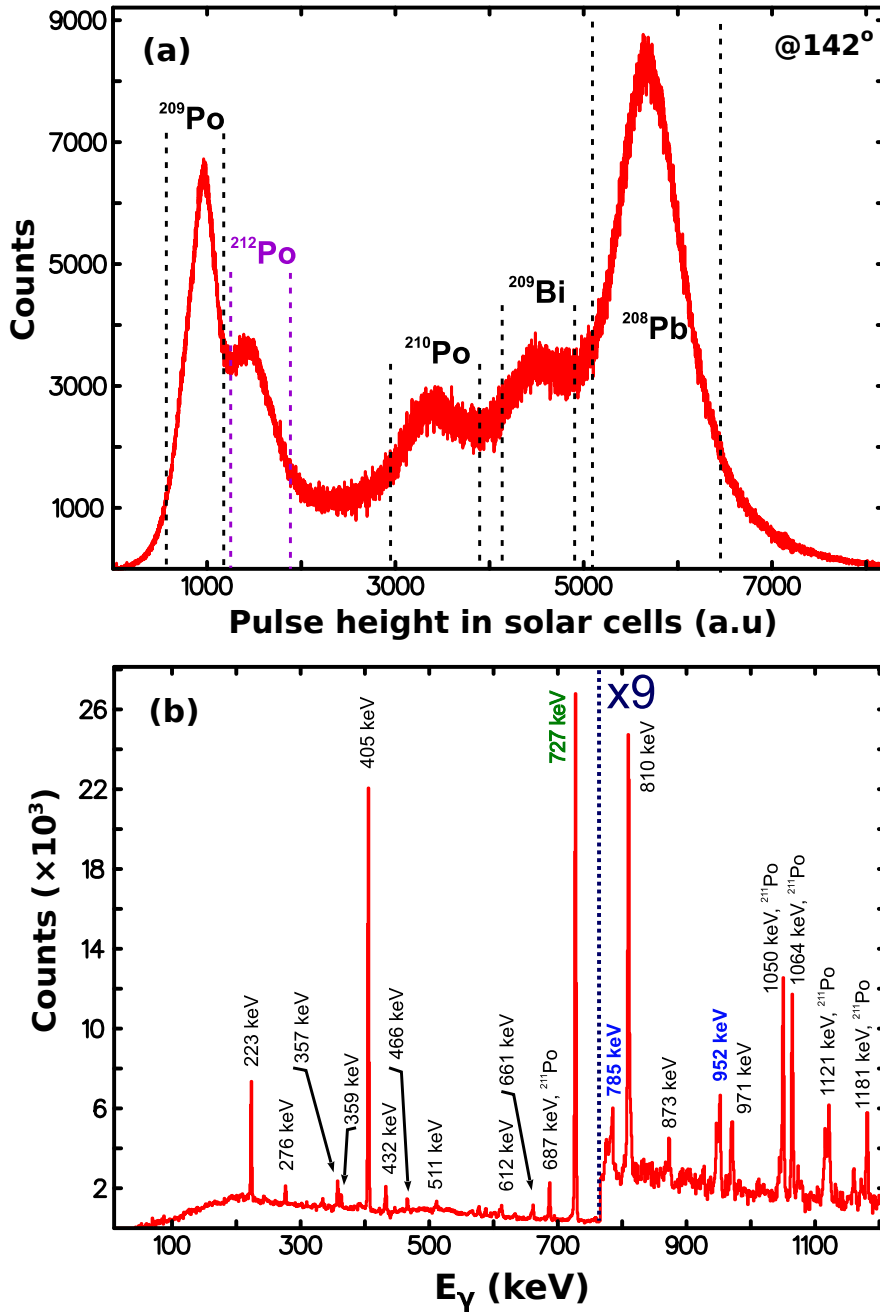 (a)
@142°
²⁰⁹Po
²¹²Po
²¹⁰Po
²⁰⁹Bi
²⁰⁸Pb
9000
7000
5000
3000
1000
Counts
1000 3000 5000 7000
Pulse height in solar cells (a.u)
(b)
x9
223 keV
276 keV
357 keV
359 keV
405 keV
432 keV
466 keV
511 keV
612 keV
661 keV
687 keV, ²¹¹Po
727 keV
785 keV
810 keV
873 keV
952 keV
971 keV
1050 keV, ²¹¹Po
1064 keV, ²¹¹Po
1121 keV, ²¹¹Po
1181 keV, ²¹¹Po
26
22
18
14
10
6
2
Counts (×10³)
100 300 500 700 900 1100
Eγ (keV)